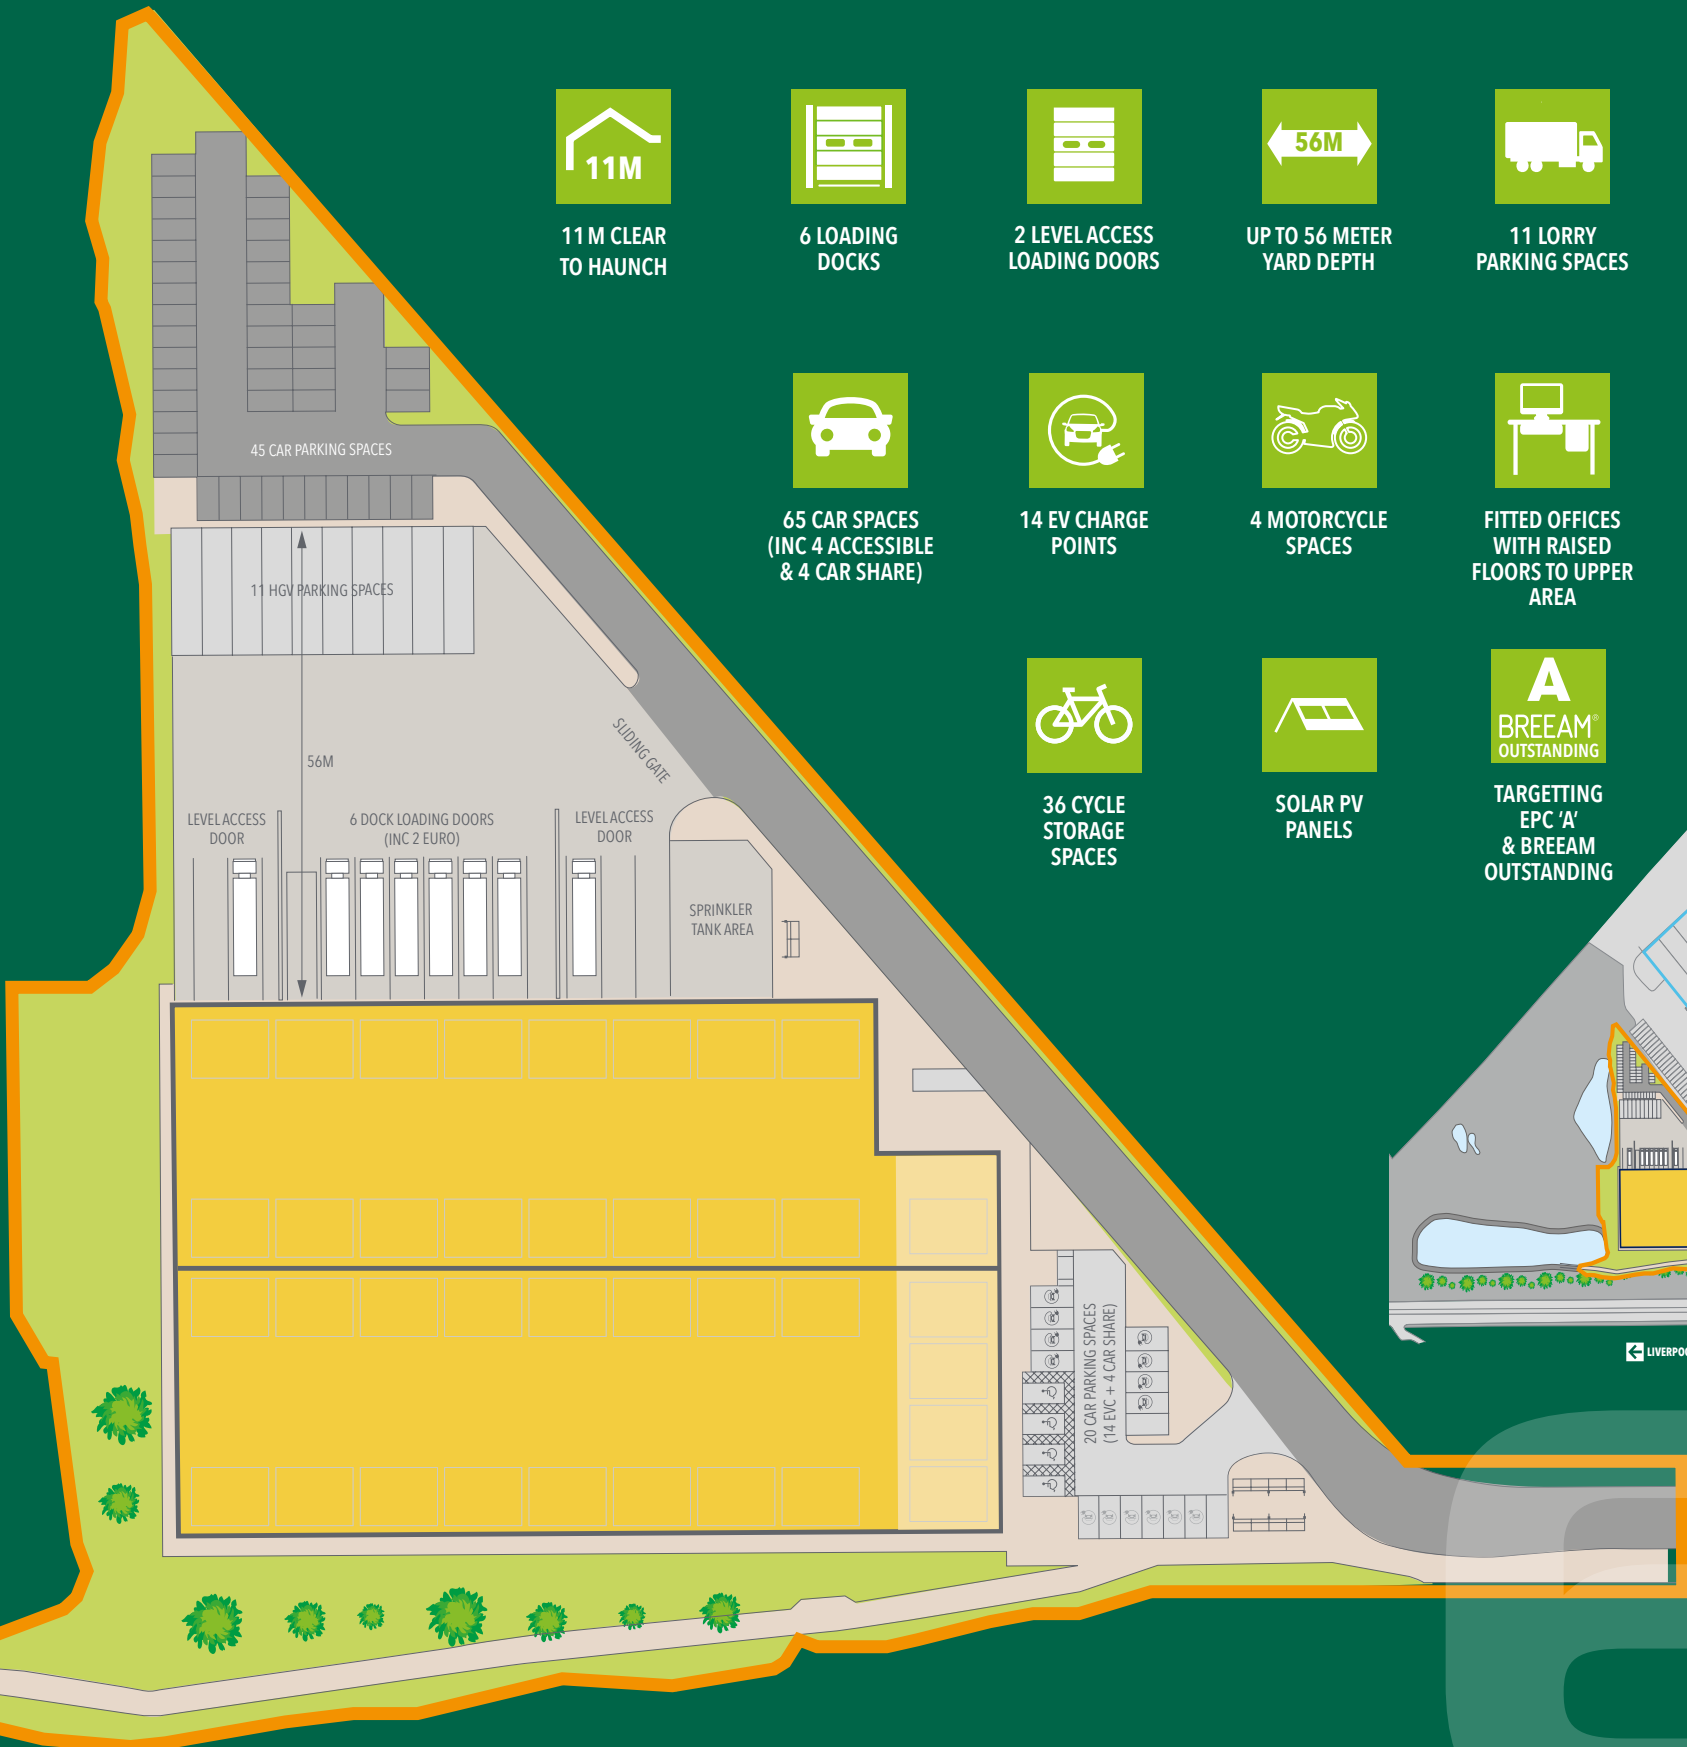 11M
11 M CLEAR
TO HAUNCH
6 LOADING
DOCKS
2 LEVEL ACCESS
LOADING DOORS
56M
UP TO 56 METER
YARD DEPTH
11 LORRY
PARKING SPACES
65 CAR SPACES
(INC 4 ACCESSIBLE
& 4 CAR SHARE)
14 EV CHARGE
POINTS
4 MOTORCYCLE
SPACES
FITTED OFFICES
WITH RAISED
FLOORS TO UPPER
AREA
36 CYCLE
STORAGE
SPACES
SOLAR PV
PANELS
A
BREEAM®
OUTSTANDING
TARGETTING
EPC ‘A’
& BREEAM
OUTSTANDING
45 CAR PARKING SPACES
11 HGV PARKING SPACES
56M
SLIDING GATE
LEVEL ACCESS
DOOR
6 DOCK LOADING DOORS
(INC 2 EURO)
LEVEL ACCESS
DOOR
SPRINKLER
TANK AREA
20 CAR PARKING SPACES
(14 EVC + 4 CAR SHARE)
LIVERPOO